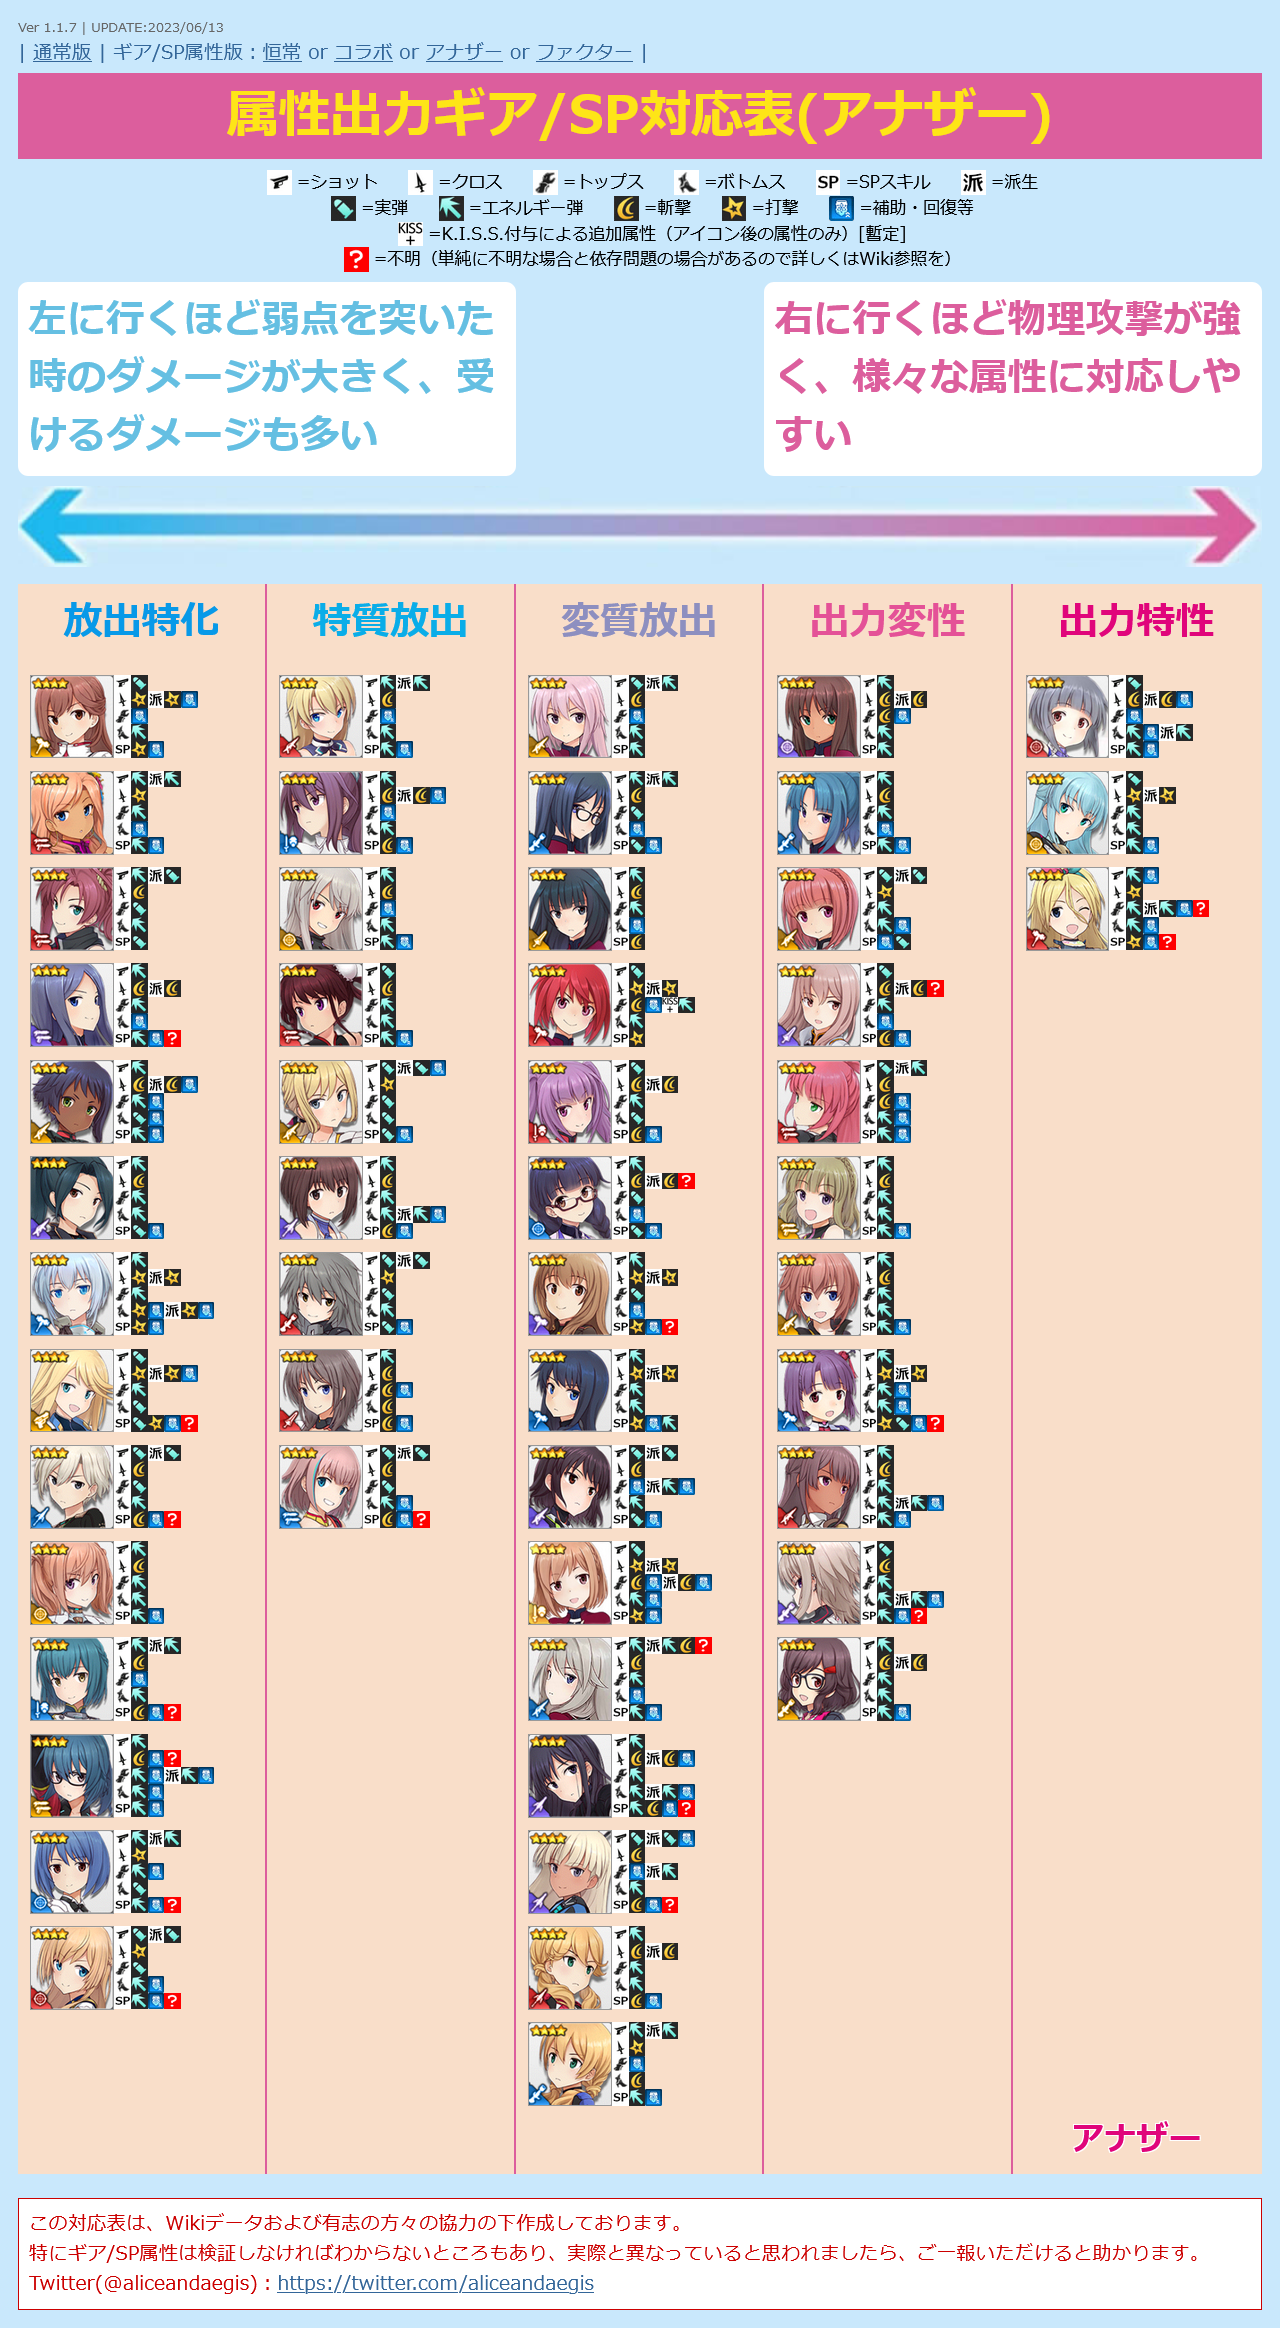 Ver 1.1.7 | UPDATE:2023/06/13
| 通常版 | ギア/SP属性版：恒常 or コラボ or アナザー or ファクター |
属性出力ギア/SP対応表(アナザー)
=ショット =クロス =トップス =ボトムス SP =SPスキル 派 =派生
=実弾 =エネルギー弾 =斬撃 =打撃 =補助・回復等
KISS+ =K.I.S.S.付与による追加属性（アイコン後の属性のみ）[暫定]
? =不明（単純に不明な場合と依存問題の場合があるので詳しくはWiki参照を）
左に行くほど弱点を突いた
時のダメージが大きく、受
けるダメージも多い
右に行くほど物理攻撃が強
く、様々な属性に対応しや
すい
放出特化 特質放出 変質放出 出力変性 出力特性
アナザー
この対応表は、Wikiデータおよび有志の方々の協力の下作成しております。
特にギア/SP属性は検証しなければわからないところもあり、実際と異なっていると思われましたら、ご一報いただけると助かります。
Twitter(@aliceandaegis)：https://twitter.com/aliceandaegis